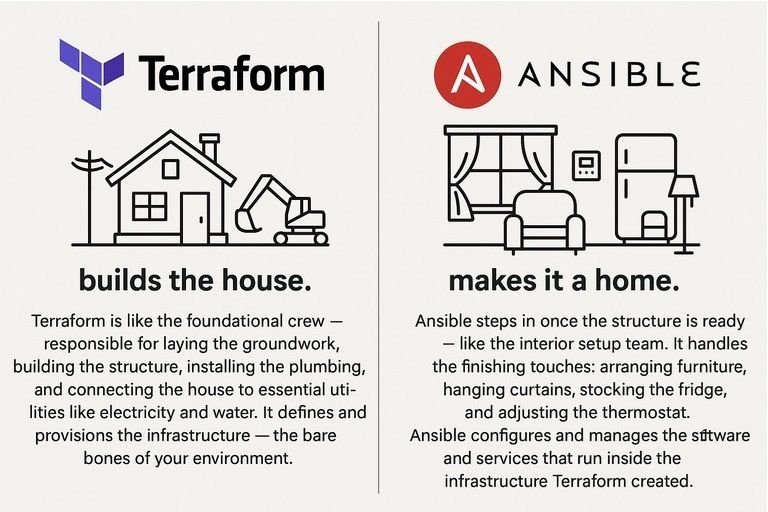 Terraform
builds the house.
Terraform is like the foundational crew —
responsible for laying the groundwork,
building the structure, installing the plumbing,
and connecting the house to essential uti-
lities like electricity and water. It defines and
provisions the infrastructure — the bare
bones of your environment.
ANSIBLE
makes it a home.
Ansible steps in once the structure is ready
— like the interior setup team. It handles
the finishing touches: arranging furniture,
hanging curtains, stocking the fridge,
and adjusting the thermostat.
Ansible configures and manages the sftware
and services that run inside the
infrastructure Terraform created.